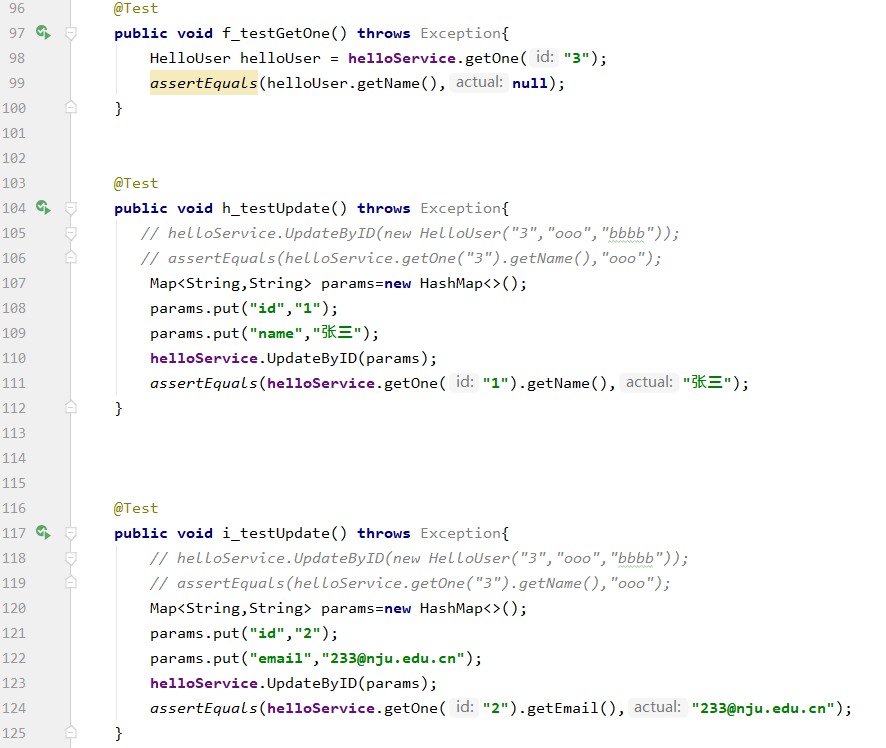 96 @Test
97 public void f_testGetOne() throws Exception{
98 HelloUser helloUser = helloService.getOne( id: "3");
99 assertEquals(helloUser.getName(), actual: null);
100 }
101
102
103 @Test
104 public void h_testUpdate() throws Exception{
105 // helloService.UpdateByID(new HelloUser("3","ooo","bbbb"));
106 // assertEquals(helloService.getOne("3").getName(),"ooo");
107 Map<String,String> params=new HashMap<>();
108 params.put("id","1");
109 params.put("name","张三");
110 helloService.UpdateByID(params);
111 assertEquals(helloService.getOne( id: "1").getName(), actual: "张三");
112 }
113
114
115
116 @Test
117 public void i_testUpdate() throws Exception{
118 // helloService.UpdateByID(new HelloUser("3","ooo","bbbb"));
119 // assertEquals(helloService.getOne("3").getName(),"ooo");
120 Map<String,String> params=new HashMap<>();
121 params.put("id","2");
122 params.put("email","233@nju.edu.cn");
123 helloService.UpdateByID(params);
124 assertEquals(helloService.getOne( id: "2").getEmail(), actual: "233@nju.edu.cn");
125 }